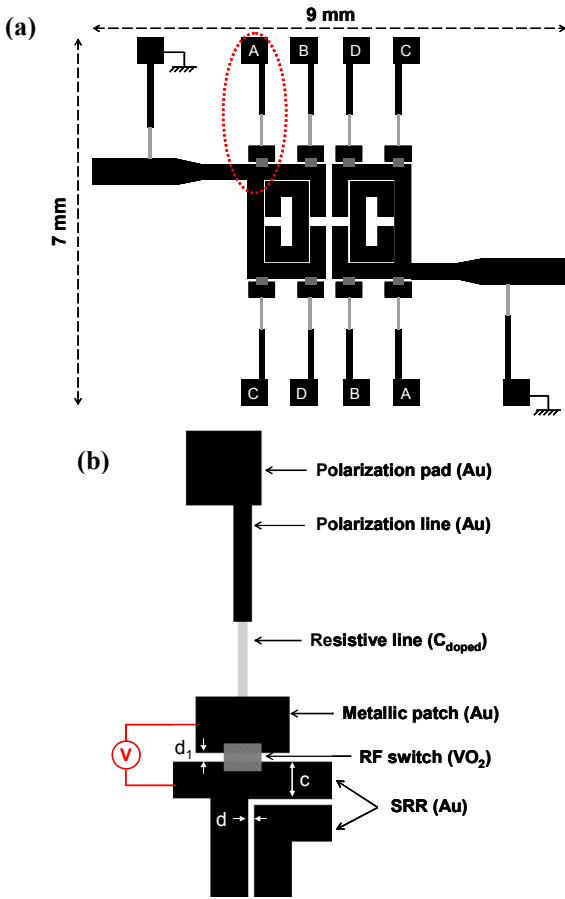 9 mm
(a)
A B D C
7 mm
C D B A
(b)
Polarization pad (Au)
Polarization line (Au)
Resistive line (C_doped)
Metallic patch (Au)
d₁
V
RF switch (VO₂)
c
SRR (Au)
d